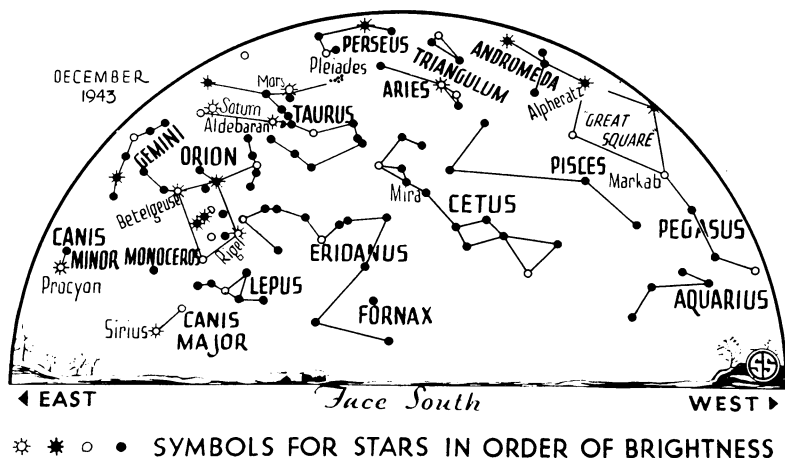 PERSEUS
Pleiades
TRIANGULUM
ANDROMEDA
DECEMBER
1943
Mars
ARIES
Alpheratz
Saturn
TAURUS
Aldebaran
GREAT
SQUARE
GEMINI
ORION
PISCES
Markab
Betelgeuse
Mira
CETUS
PEGASUS
CANIS
MINOR
MONOCEROS
Rigel
ERIDANUS
Procyon
LEPUS
AQUARIUS
FORNAX
Sirius
CANIS
MAJOR
SS
EAST
Face South
WEST
SYMBOLS FOR STARS IN ORDER OF BRIGHTNESS